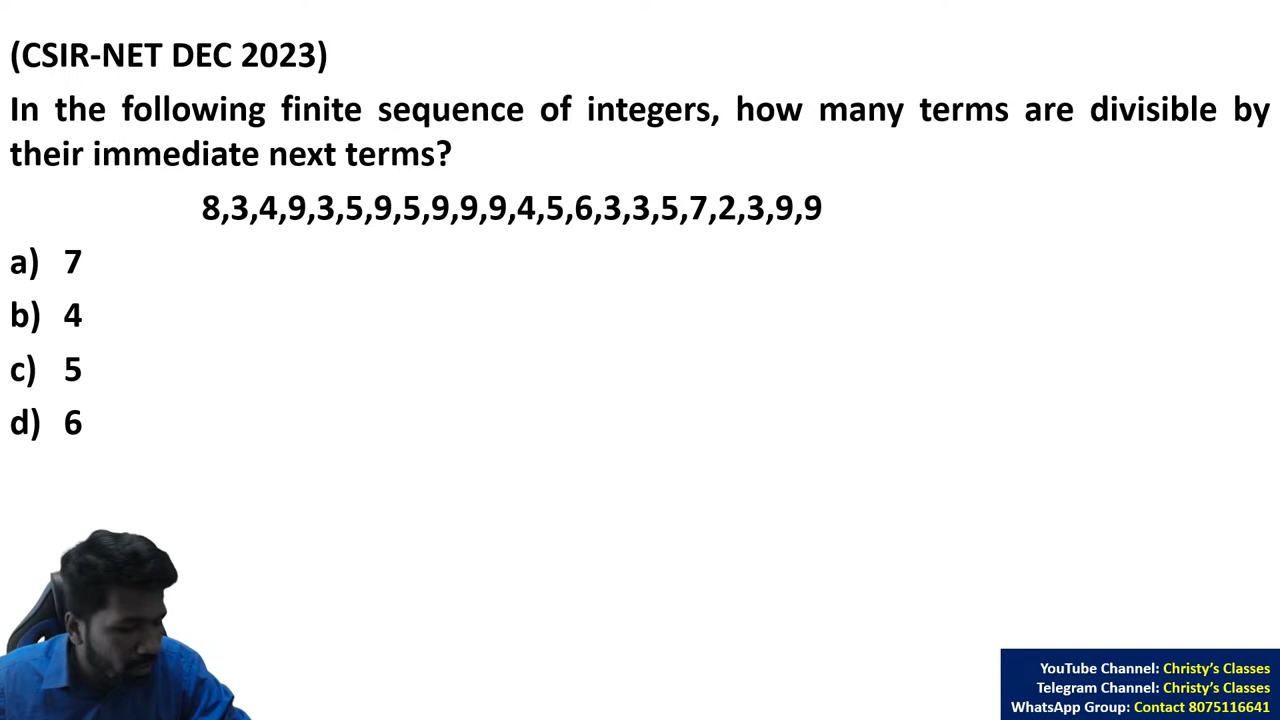 (CSIR-NET DEC 2023)
In the following finite sequence of integers, how many terms are divisible by
their immediate next terms?
8,3,4,9,3,5,9,5,9,9,9,4,5,6,3,3,5,7,2,3,9,9
a) 7
b) 4
c) 5
d) 6
YouTube Channel: Christy's Classes
Telegram Channel: Christy's Classes
WhatsApp Group: Contact 8075116641